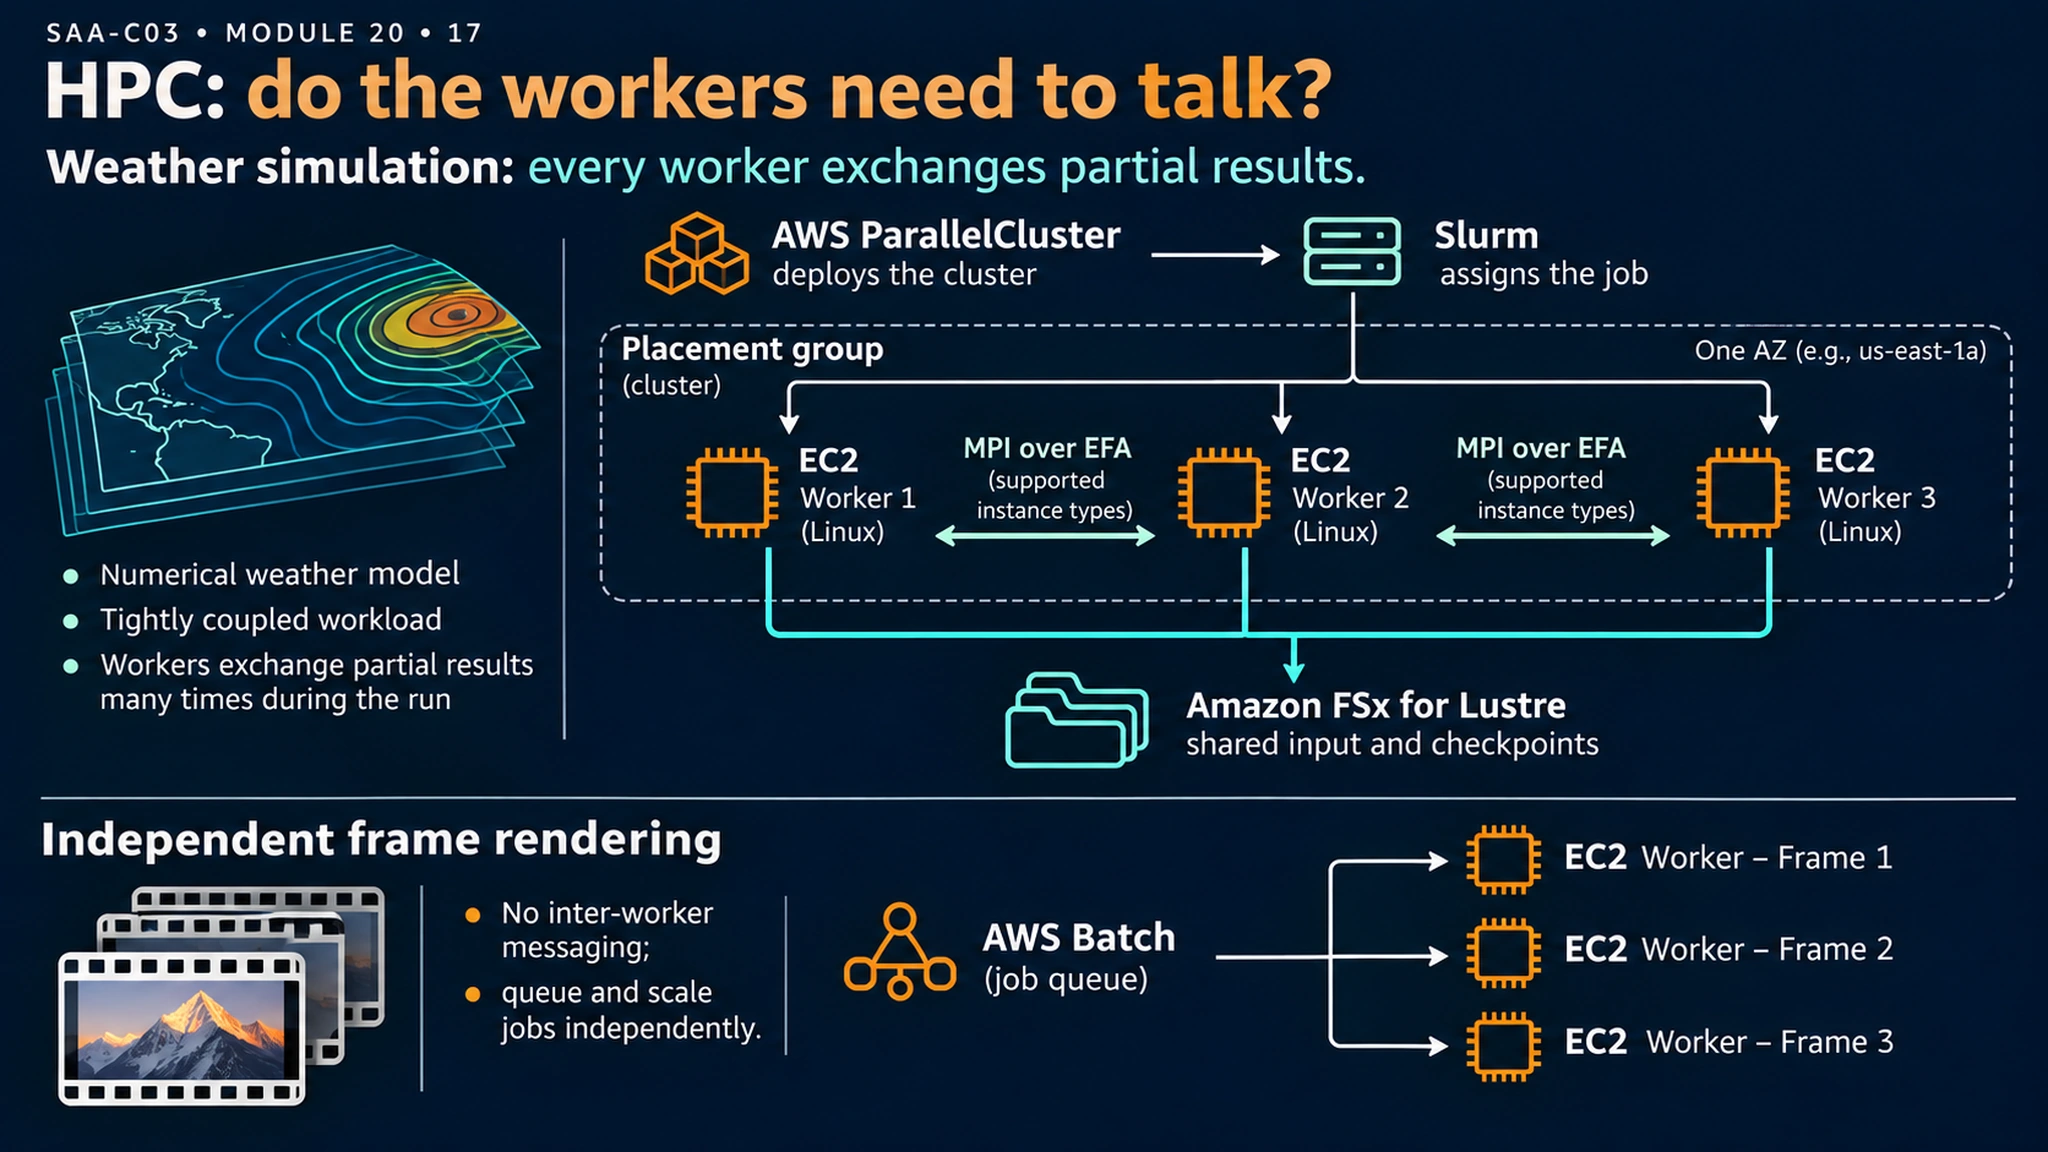 SAA-C03 • MODULE 20 • 17
HPC: do the workers need to talk?
Weather simulation: every worker exchanges partial results.
AWS ParallelCluster
deploys the cluster
Slurm
assigns the job
Placement group
(cluster)
One AZ (e.g., us-east-1a)
EC2
Worker 1
(Linux)
MPI over EFA
(supported
instance types)
EC2
Worker 2
(Linux)
MPI over EFA
(supported
instance types)
EC2
Worker 3
(Linux)
• Numerical weather model
• Tightly coupled workload
• Workers exchange partial results
many times during the run
Amazon FSx for Lustre
shared input and checkpoints
Independent frame rendering
• No inter-worker
messaging;
• queue and scale
jobs independently.
AWS Batch
(job queue)
EC2 Worker – Frame 1
EC2 Worker – Frame 2
EC2 Worker – Frame 3